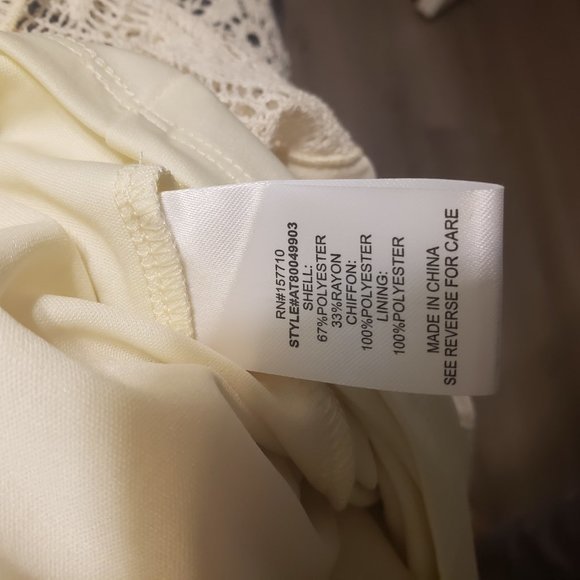 RN#157710
STYLE#AT80049903
SHELL:
67%POLYESTER
33%RAYON
CHIFFON:
100%POLYESTER
LINING:
100%POLYESTER
MADE IN CHINA
SEE REVERSE FOR CARE